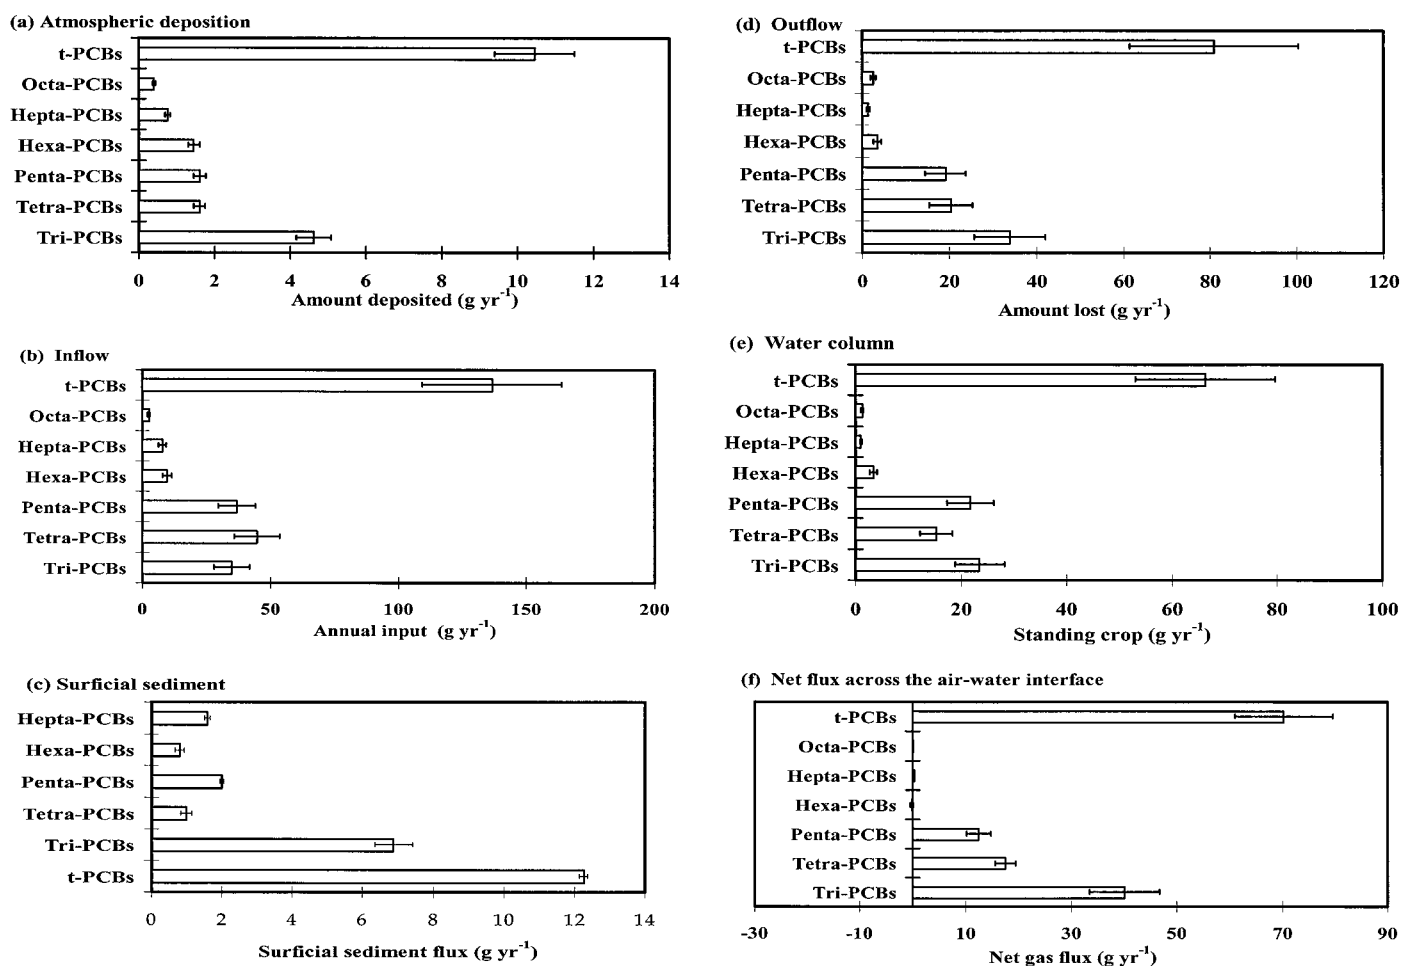 (a) Atmospheric deposition
t-PCBs
Octa-PCBs
Hepta-PCBs
Hexa-PCBs
Penta-PCBs
Tetra-PCBs
Tri-PCBs
0 2 4 6 8 10 12 14
Amount deposited (g yr⁻¹)
(b) Inflow
t-PCBs
Octa-PCBs
Hepta-PCBs
Hexa-PCBs
Penta-PCBs
Tetra-PCBs
Tri-PCBs
0 50 100 150 200
Annual input (g yr⁻¹)
(c) Surficial sediment
Hepta-PCBs
Hexa-PCBs
Penta-PCBs
Tetra-PCBs
Tri-PCBs
t-PCBs
0 2 4 6 8 10 12 14
Surficial sediment flux (g yr⁻¹)
(d) Outflow
t-PCBs
Octa-PCBs
Hepta-PCBs
Hexa-PCBs
Penta-PCBs
Tetra-PCBs
Tri-PCBs
0 20 40 60 80 100 120
Amount lost (g yr⁻¹)
(e) Water column
t-PCBs
Octa-PCBs
Hepta-PCBs
Hexa-PCBs
Penta-PCBs
Tetra-PCBs
Tri-PCBs
0 20 40 60 80 100
Standing crop (g yr⁻¹)
(f) Net flux across the air-water interface
t-PCBs
Octa-PCBs
Hepta-PCBs
Hexa-PCBs
Penta-PCBs
Tetra-PCBs
Tri-PCBs
-30 -10 10 30 50 70 90
Net gas flux (g yr⁻¹)